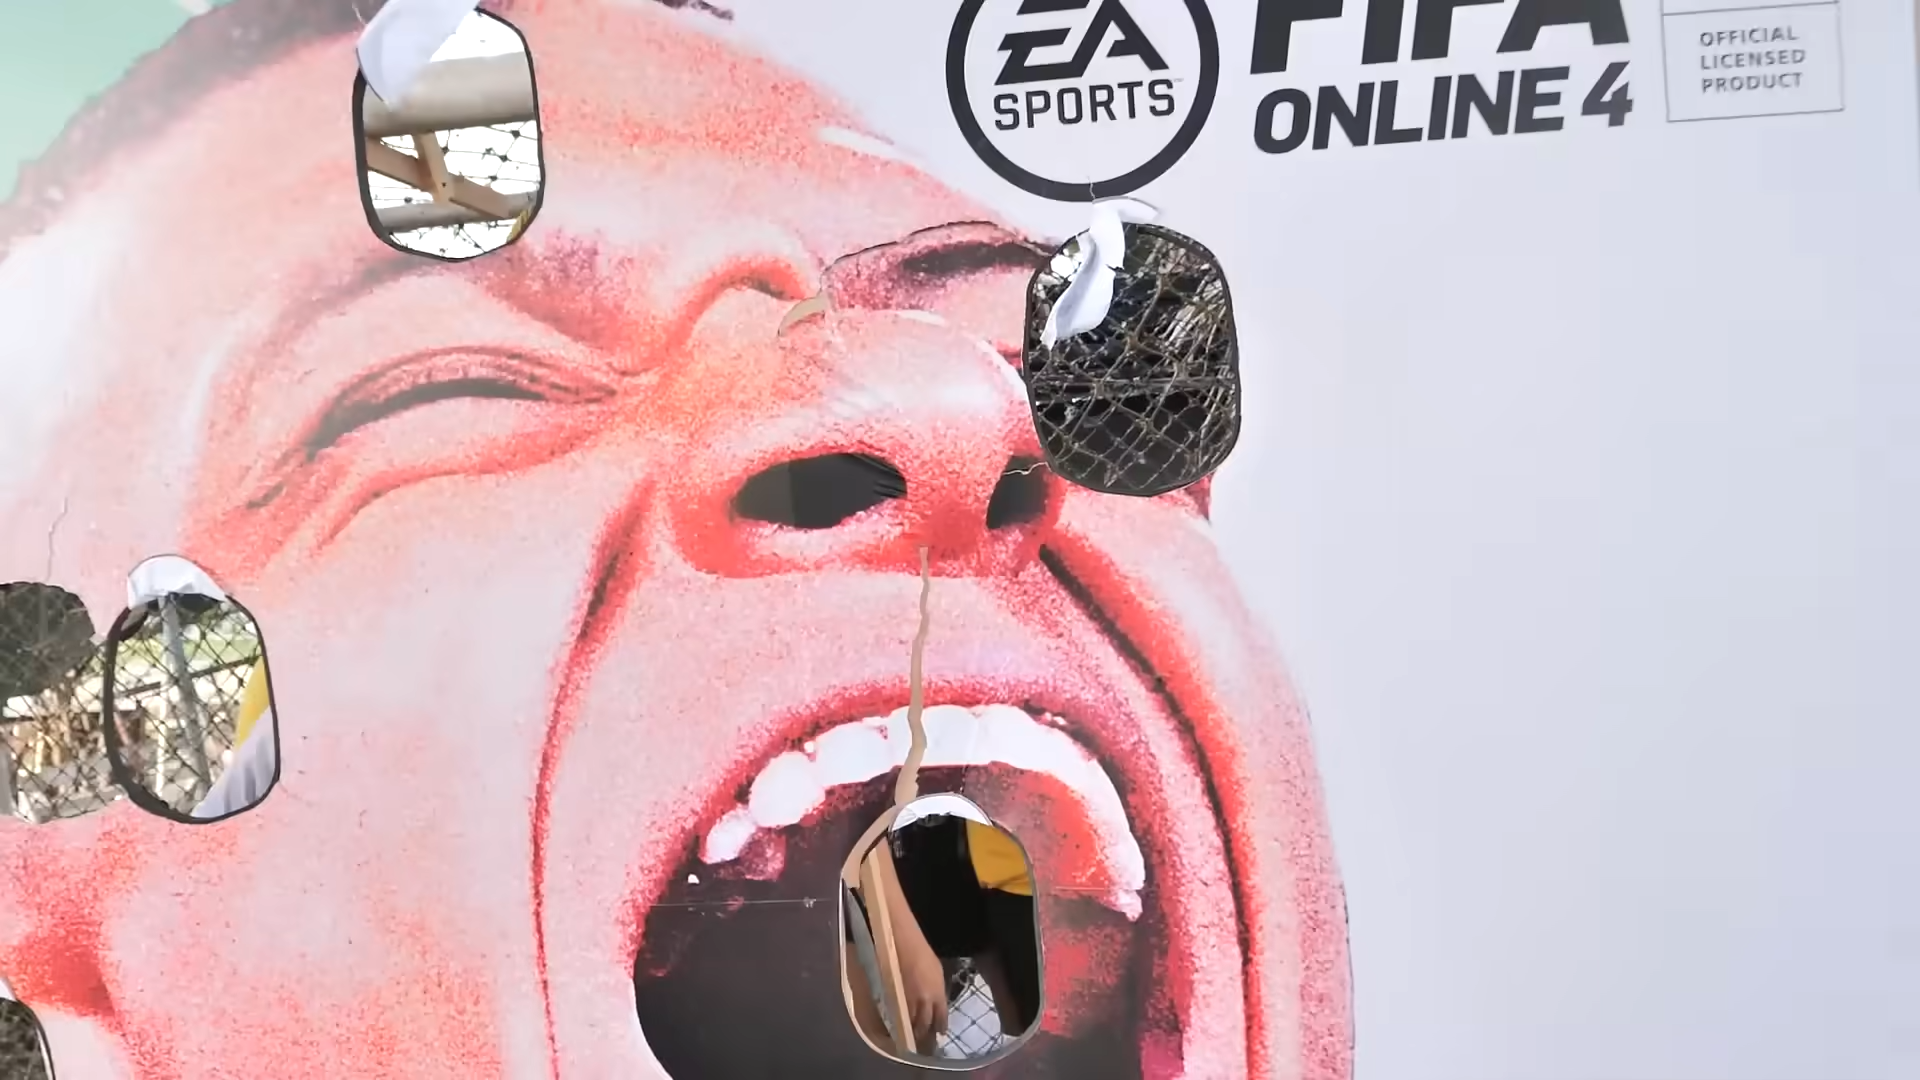 EA
SPORTS
FIFA
ONLINE 4
OFFICIAL
LICENSED
PRODUCT